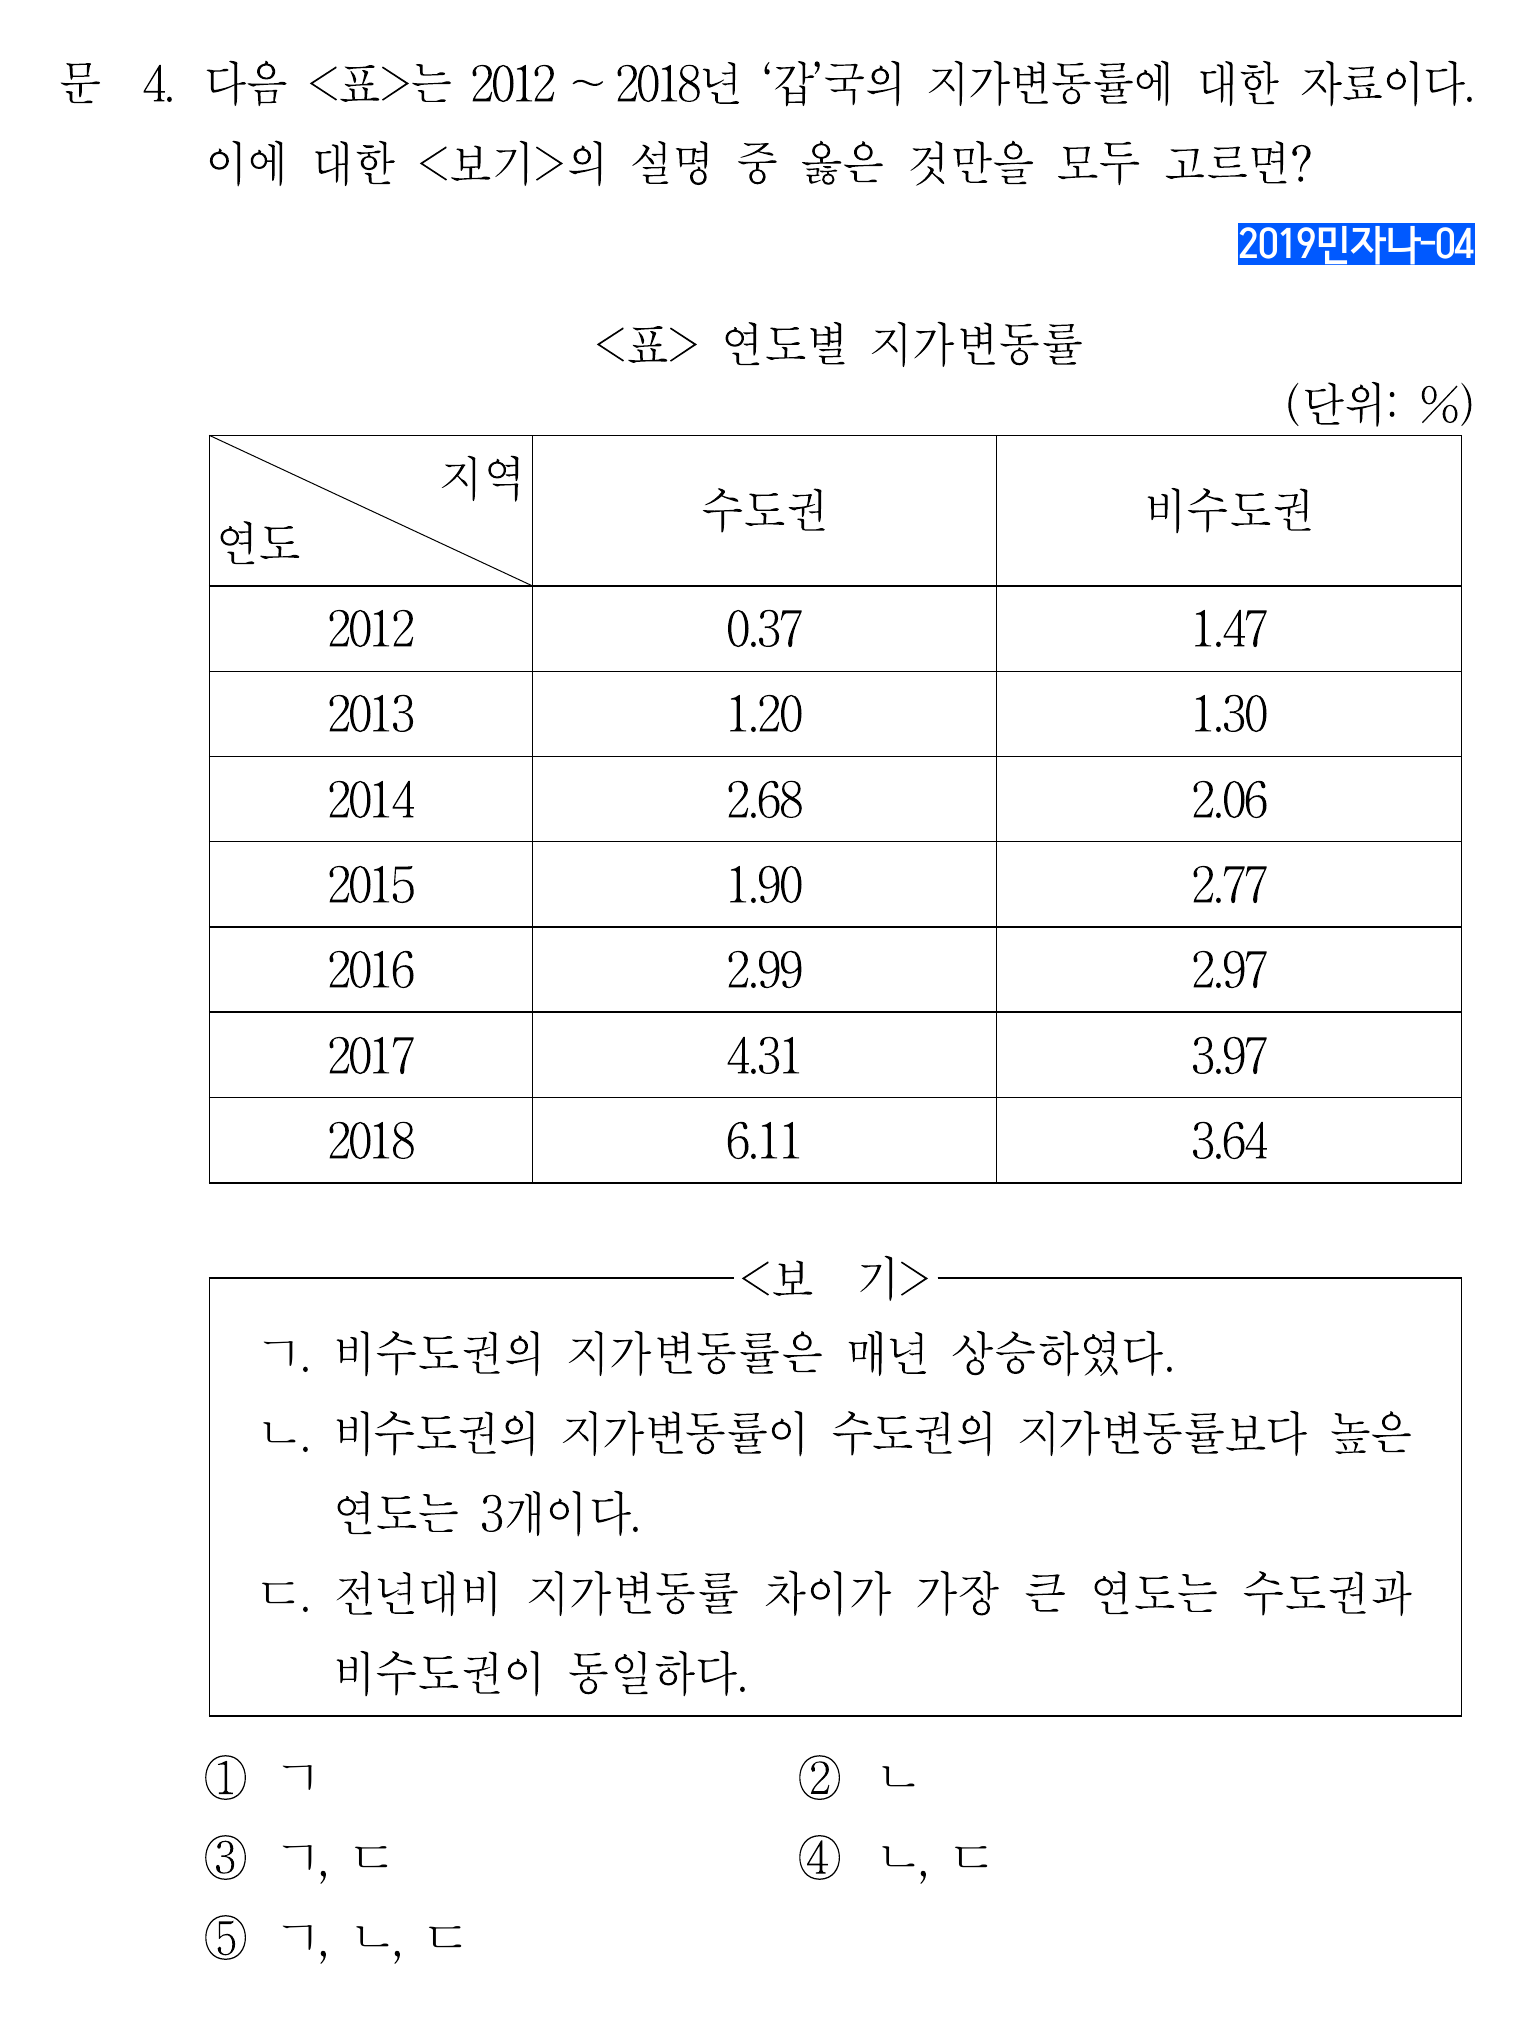 문 4. 다음 <표>는 2012 ~ 2018년 ‘갑’국의 지가변동률에 대한 자료이다.
이에 대한 <보기>의 설명 중 옳은 것만을 모두 고르면?
2019민자나-04
<표> 연도별 지가변동률
(단위: %)
지역
연도
수도권 비수도권
2012 0.37 1.47
2013 1.20 1.30
2014 2.68 2.06
2015 1.90 2.77
2016 2.99 2.97
2017 4.31 3.97
2018 6.11 3.64
<보 기>
ㄱ. 비수도권의 지가변동률은 매년 상승하였다.
ㄴ. 비수도권의 지가변동률이 수도권의 지가변동률보다 높은
연도는 3개이다.
ㄷ. 전년대비 지가변동률 차이가 가장 큰 연도는 수도권과
비수도권이 동일하다.
① ㄱ ② ㄴ
③ ㄱ, ㄷ ④ ㄴ, ㄷ
⑤ ㄱ, ㄴ, ㄷ